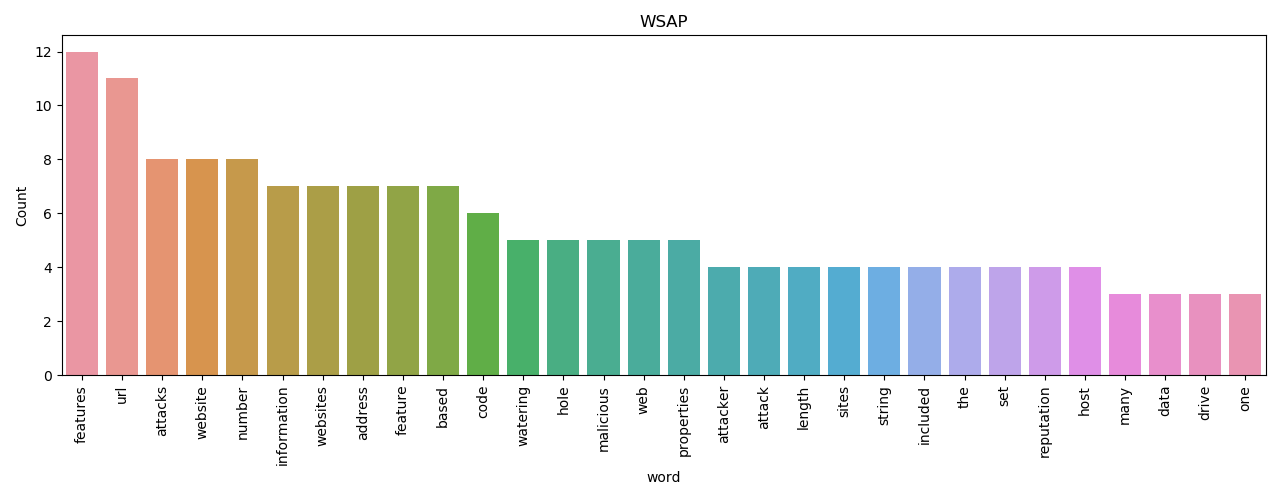 WSAP
Count
12
10
8
6
4
2
0
features
url
attacks
website
number
information
websites
address
feature
based
code
watering
hole
malicious
web
properties
attacker
attack
length
sites
string
included
the
set
reputation
host
many
data
drive
one
word